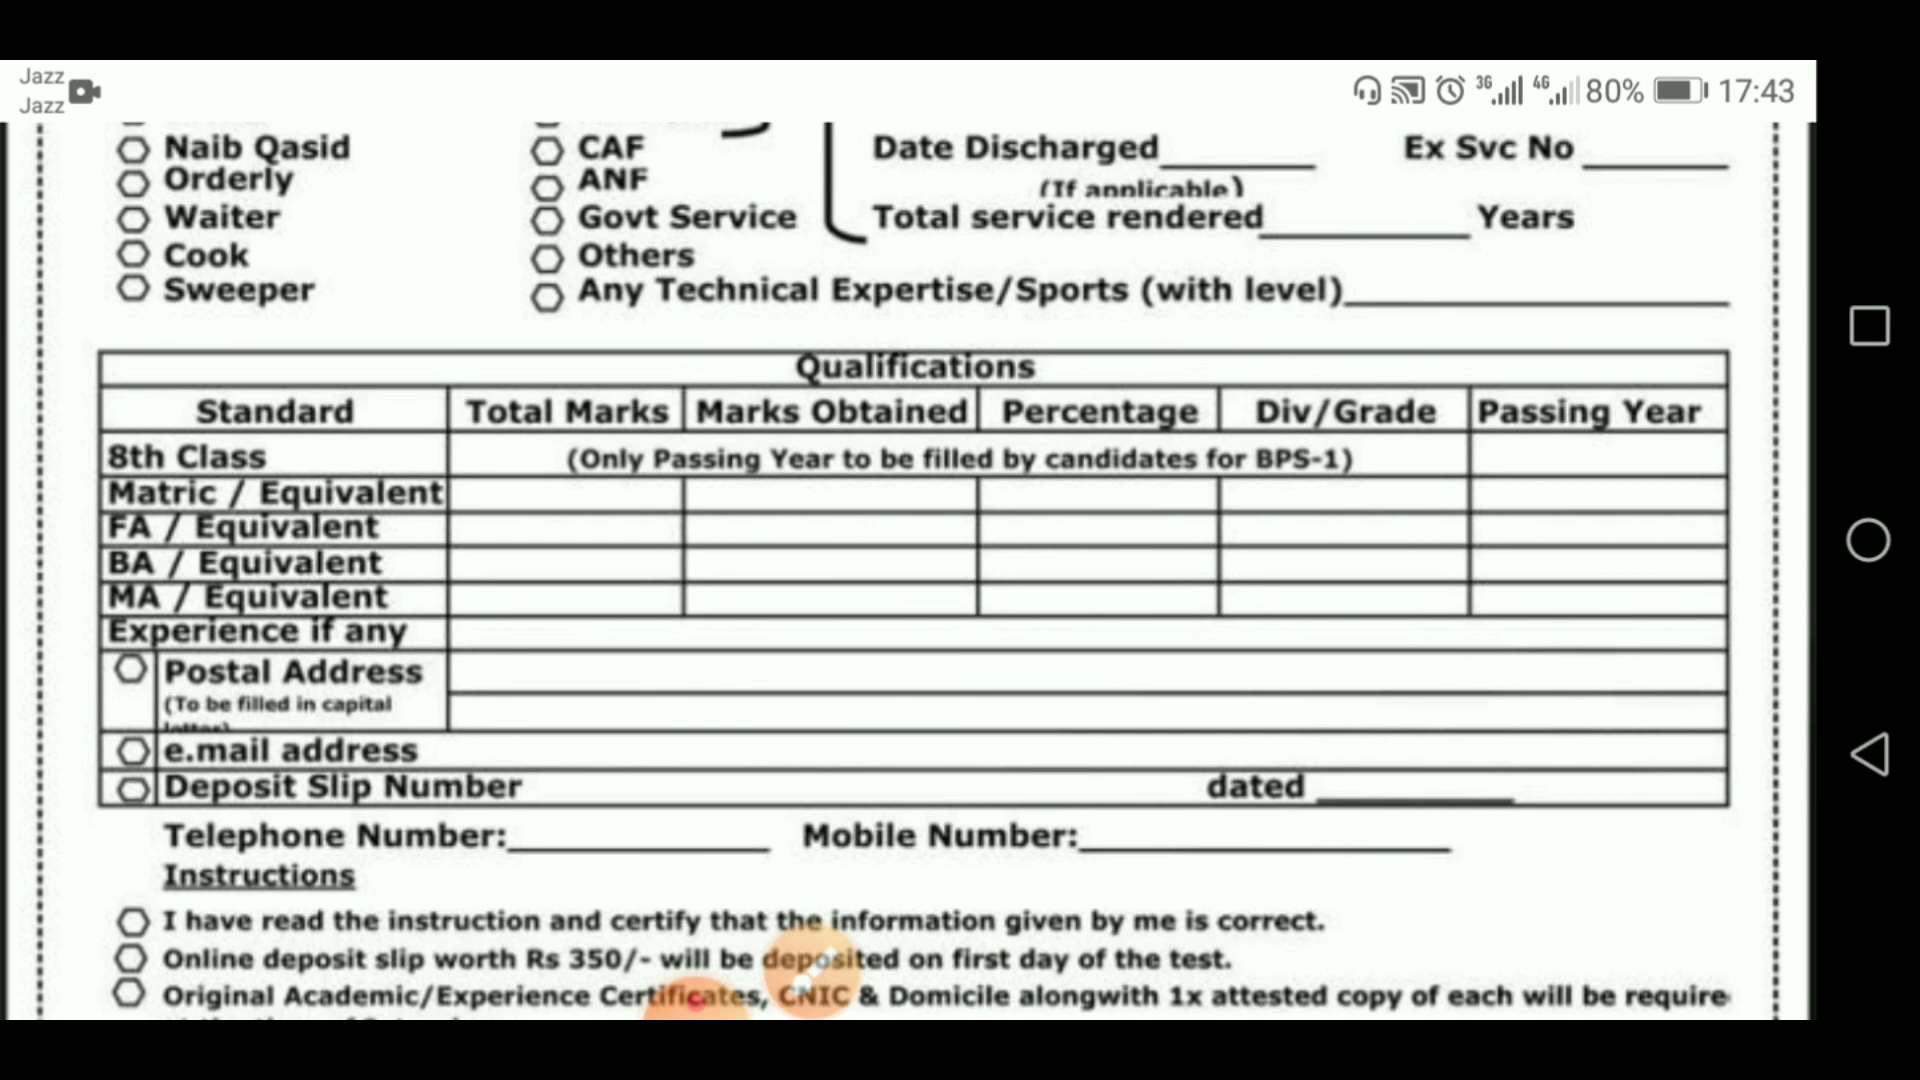 Jazz
Jazz
3G 4G 80% 17:43
Naib Qasid CAF Date Discharged Ex Svc No
Orderly ANF (If applicable)
Waiter Govt Service Total service rendered Years
Cook Others
Sweeper Any Technical Expertise/Sports (with level)
Qualifications
Standard Total Marks Marks Obtained Percentage Div/Grade Passing Year
8th Class (Only Passing Year to be filled by candidates for BPS-1)
Matric / Equivalent
FA / Equivalent
BA / Equivalent
MA / Equivalent
Experience if any
Postal Address
(To be filled in capital
letter)
e.mail address
Deposit Slip Number dated
Telephone Number: Mobile Number:
Instructions
I have read the instruction and certify that the information given by me is correct.
Online deposit slip worth Rs 350/- will be deposited on first day of the test.
Original Academic/Experience Certificates, CNIC & Domicile alongwith 1x attested copy of each will be require